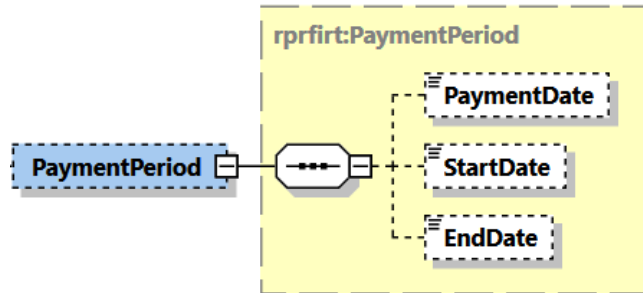 rprfirt:PaymentPeriod
PaymentDate
PaymentPeriod
StartDate
EndDate